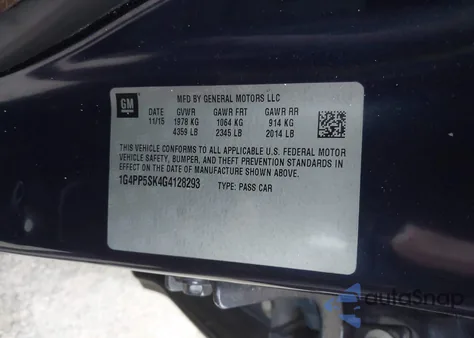 GM
MFD BY GENERAL MOTORS LLC
DATE GVWR GAWR FRT GAWR RR
11/15 1978 KG 1064 KG 914 KG
4359 LB 2345 LB 2014 LB
THIS VEHICLE CONFORMS TO ALL APPLICABLE U.S. FEDERAL MOTOR
VEHICLE SAFETY, BUMPER, AND THEFT PREVENTION STANDARDS IN
EFFECT ON THE DATE OF MANUFACTURE SHOWN ABOVE.
1G4PP5SK4G4128293 TYPE: PASS CAR
autoSnap